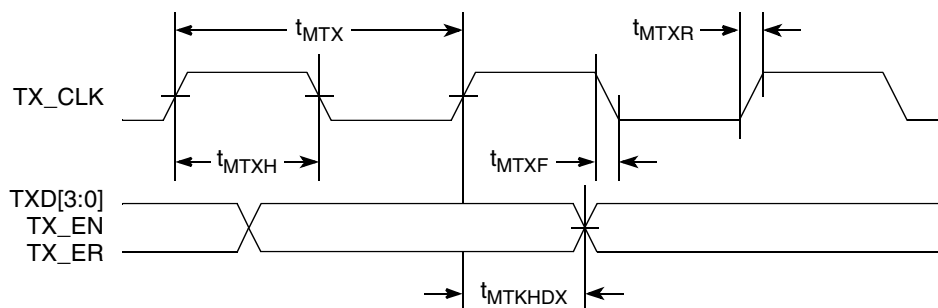 tMTX
tMTXR
TX_CLK
tMTXH
tMTXF
TXD[3:0]
TX_EN
TX_ER
tMTKHDX